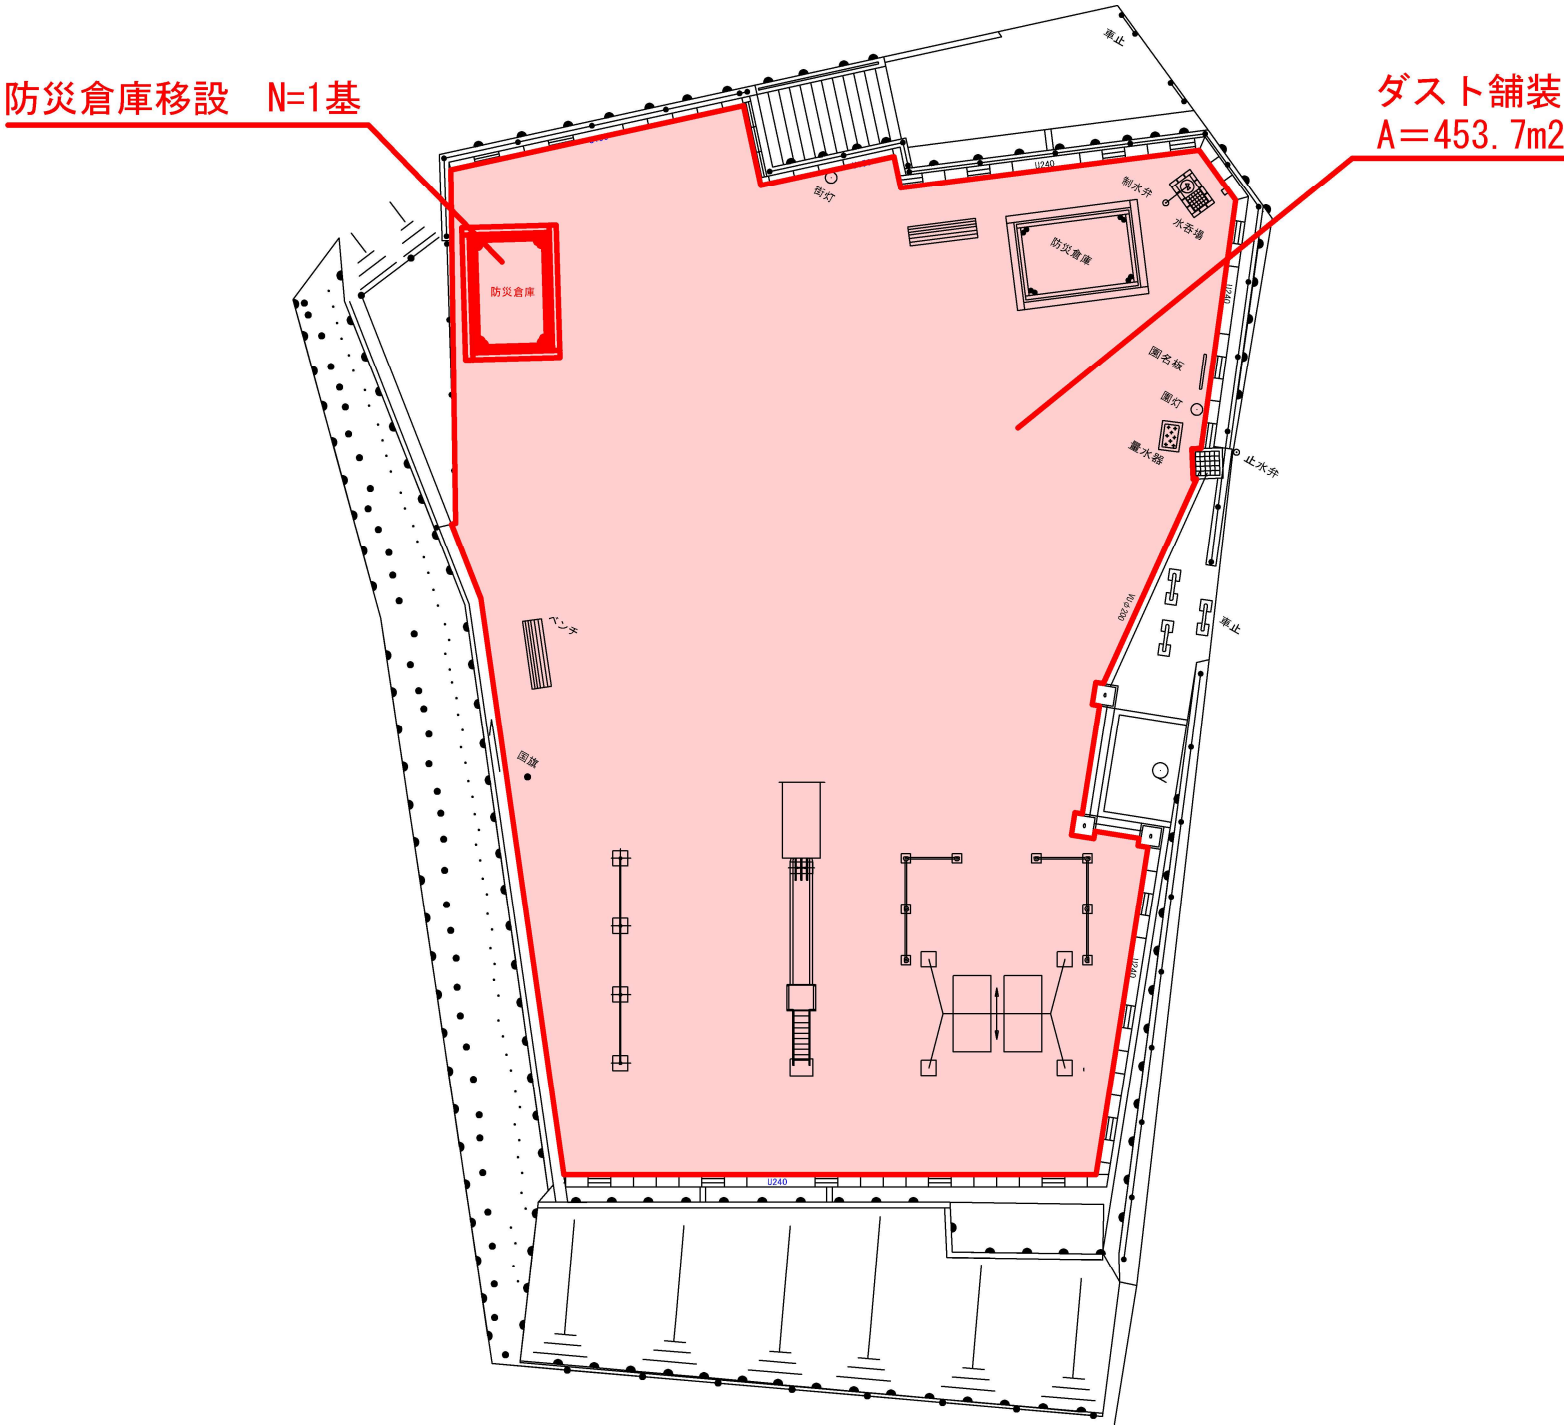 車止
防災倉庫移設　N=1基
ダスト舗装
A＝453.7m2
U240
制水弁
街灯
水呑場
防災倉庫
防災倉庫
U240
園名板
園灯
量水器
止水弁
VUφ200
車止
ベンチ
国旗
U240
U240